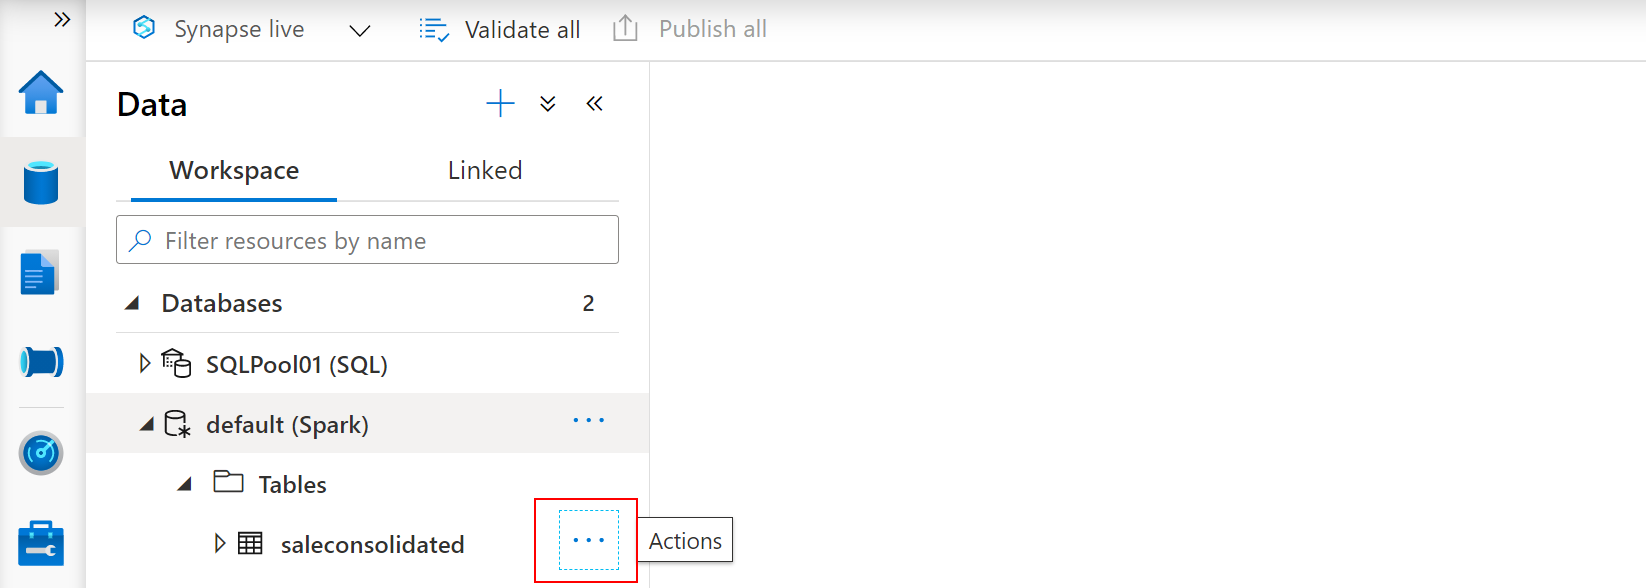 Synapse live
Validate all
Publish all
Data
Workspace
Linked
Filter resources by name
Databases
2
SQLPool01 (SQL)
default (Spark)
Tables
saleconsolidated
Actions